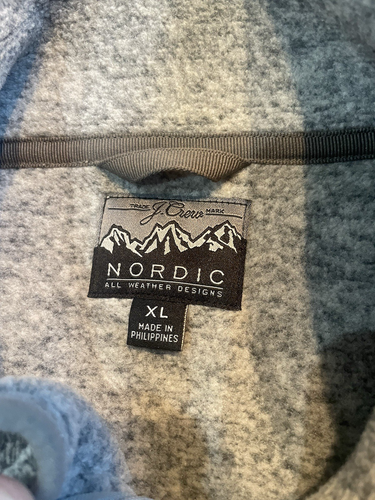 TRADE J.Crew MARK
NORDIC
ALL WEATHER DESIGNS
XL
MADE IN
PHILIPPINES